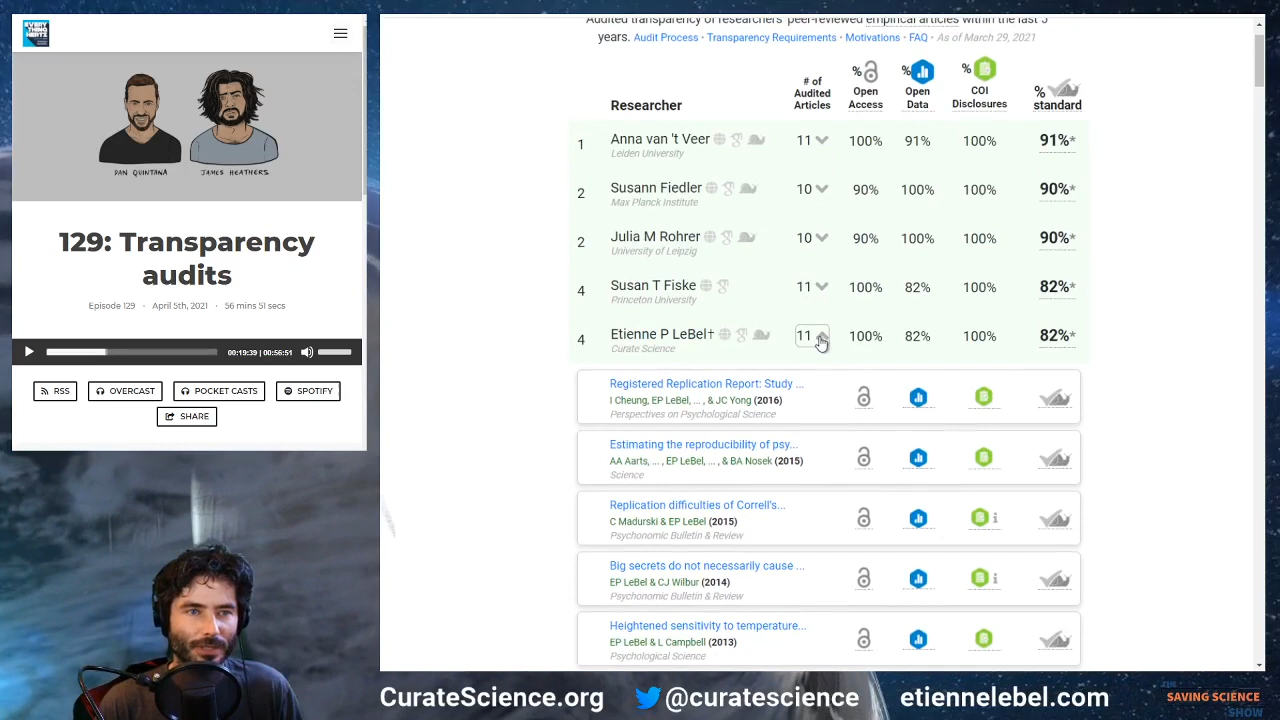 EVERY
THING
HERTZ
DAN QUINTANA
JAMES HEATHERS
129: Transparency
audits
Episode 129 · April 5th, 2021 · 56 mins 51 secs
00:19:39 | 00:56:51
RSS
OVERCAST
POCKET CASTS
SPOTIFY
SHARE
Audited transparency of researchers' peer-reviewed empirical articles within the last 5
years. Audit Process · Transparency Requirements · Motivations · FAQ · As of March 29, 2021
Researcher
# of
Audited
Articles
%
Open
Access
%
Open
Data
%
COI
Disclosures
%
standard
1 Anna van 't Veer 11 100% 91% 100% 91%*
Leiden University
2 Susann Fiedler 10 90% 100% 100% 90%*
Max Planck Institute
2 Julia M Rohrer 10 90% 100% 100% 90%*
University of Leipzig
4 Susan T Fiske 11 100% 82% 100% 82%*
Princeton University
4 Etienne P LeBel† 11 100% 82% 100% 82%*
Curate Science
Registered Replication Report: Study ...
I Cheung, EP LeBel, ... , & JC Yong (2016)
Perspectives on Psychological Science
Estimating the reproducibility of psy...
AA Aarts, ... , EP LeBel, ... , & BA Nosek (2015)
Science
Replication difficulties of Correll's...
C Madurski & EP LeBel (2015)
Psychonomic Bulletin & Review
Big secrets do not necessarily cause ...
EP LeBel & CJ Wilbur (2014)
Psychonomic Bulletin & Review
Heightened sensitivity to temperature...
EP LeBel & L Campbell (2013)
Psychological Science
CurateScience.org @curatescience etiennelebel.com
THE
SAVING SCIENCE
SHOW